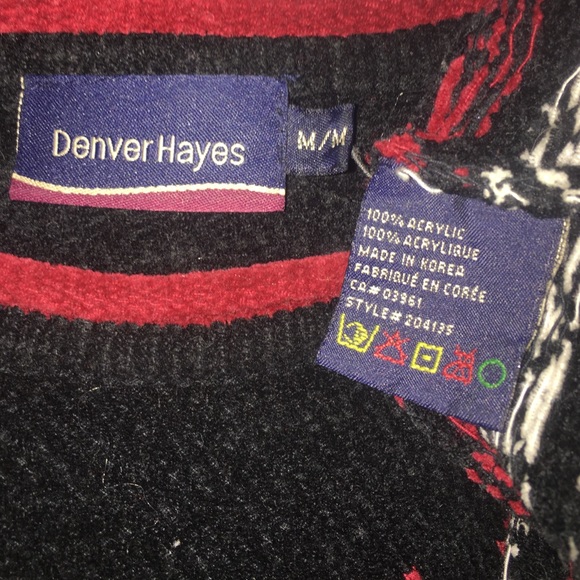 Denver Hayes
M/M
100% ACRYLIC
100% ACRYLIQUE
MADE IN KOREA
FABRIQUÉ EN CORÉE
CA# 03961
STYLE# 204135